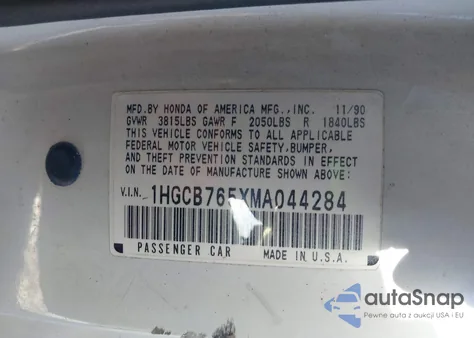 MFD.BY HONDA OF AMERICA MFG.,INC. 11/90
GVWR 3815LBS GAWR F 2050LBS R 1840LBS
THIS VEHICLE CONFORMS TO ALL APPLICABLE
FEDERAL MOTOR VEHICLE SAFETY, BUMPER,
AND THEFT PREVENTION STANDARDS IN EFFECT
ON THE DATE OF MANUFACTURE SHOWN ABOVE:
V.I.N. 1HGCB765XMA044284
PASSENGER CAR MADE IN U.S.A.
autoSnap
Pewne auta z aukcji USA i EU